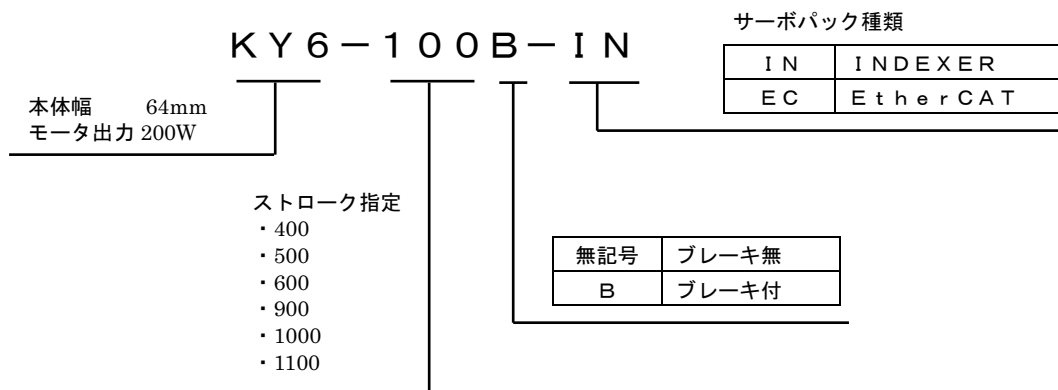 サーボパック種類
KY6-100B-IN
IN INDEXER
EC EtherCAT
本体幅 64mm
モータ出力 200W
ストローク指定
・400
・500
・600
・900
・1000
・1100
無記号 ブレーキ無
B ブレーキ付